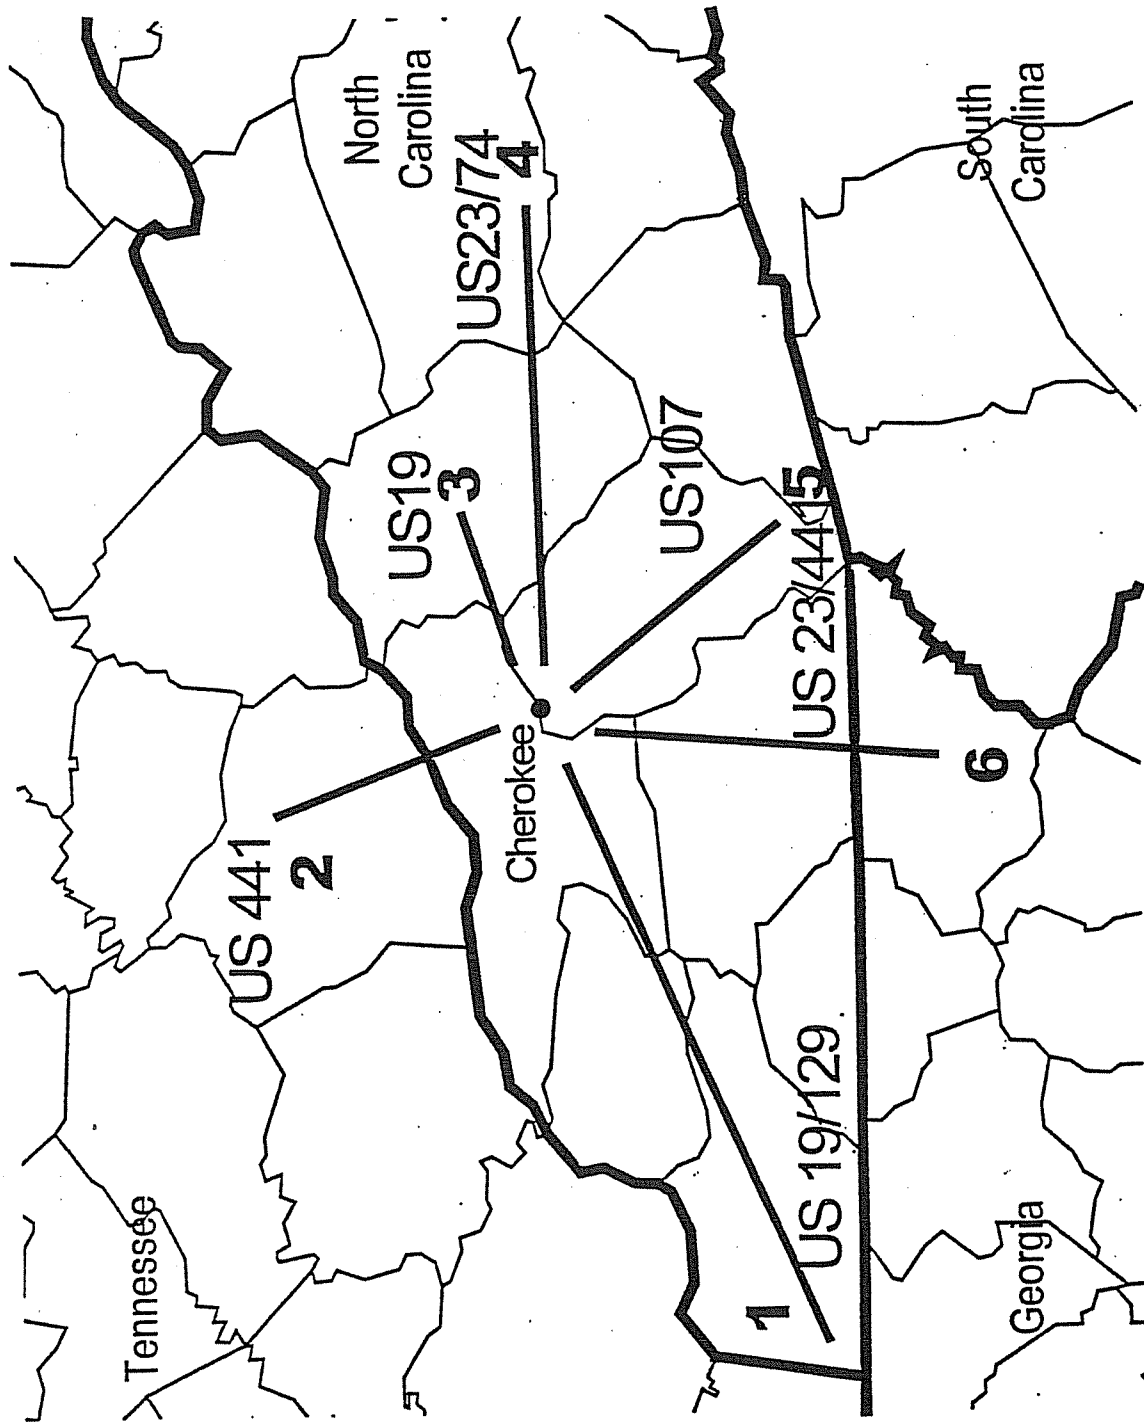 Tennessee
North
Carolina
US 441
2
US19
3
US23/74
4
Cherokee
US107
5
US 23/441
1
US 19/129
6
South
Carolina
Georgia